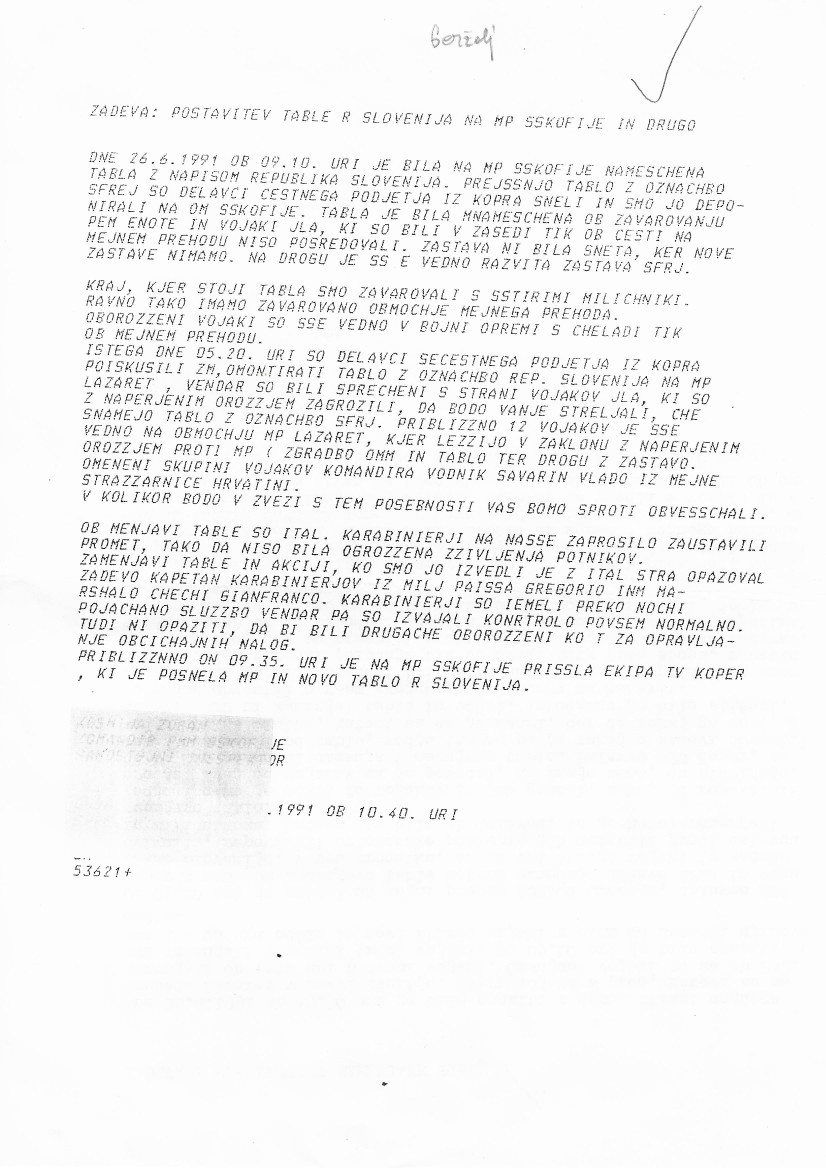 ZADEVA: POSTAVITEV TABLE R SLOVENIJA NA MP SSKOFIJE IN DRUGO
DNE 26.6.1991 OB 09.10. URI JE BILA NA MP SSKOFIJE NAMESCHENA
TABLA Z NAPISOM REPUBLIKA SLOVENIJA. PREJSSNJO TABLO Z OZNACHBO
SFREJ SO DELAVCI CESTNEGA PODJETJA IZ KOPRA SNELI IN SMO JO DEPO-
NIRALI NA OM SSKOFIJE. TABLA JE BILA MNAMESCHENA OB ZAVAROVANJU
PEM ENOTE IN VOJAKI JLA, KI SO BILI V ZASEDI TIK OB CESTI NA
MEJNEM PREHODU NISO POSREDOVALI. ZASTAVA NI BILA SNETA, KER NOVE
ZASTAVE NIMAMO. NA DROGU JE SS E VEDNO RAZVITA ZASTAVA SFRJ.
KRAJ, KJER STOJI TABLA SMO ZAVAROVALI S SSTIRIMI MILICHNIKI.
RAVNO TAKO IMAMO ZAVAROVANO OBMOCHJE MEJNEGA PREHODA.
OBOROZZENI VOJAKI SO SSE VEDNO V BOJNI OPREMI S CHELADI TIK
OB MEJNEM PREHODU.
ISTEGA DNE 05.20. URI SO DELAVCI SECESTNEGA PODJETJA IZ KOPRA
POISKUSILI ZM,OMONTIRATI TABLO Z OZNACHBO REP. SLOVENIJA NA MP
LAZARET , VENDAR SO BILI SPRECHENI S STRANI VOJAKOV JLA, KI SO
Z NAPERJENIM OROZZJEM ZAGROZILI, DA BODO VANJE STRELJALI, CHE
SNAMEJO TABLO Z OZNACHBO SFRJ. PRIBLIZZNO 12 VOJAKOV JE SSE
VEDNO NA OBMOCHJU MP LAZARET, KJER LEZZIJO V ZAKLONU Z NAPERJENIM
OROZZJEM PROTI MP ( ZGRADBO OMM IN TABLO TER DROGU Z ZASTAVO.
OMENENI SKUPINI VOJAKOV KOMANDIRA VODNIK SAVARIN VLADO IZ MEJNE
STRAZZARNICE HRVATINI.
V KOLIKOR BODO V ZVEZI S TEM POSEBNOSTI VAS BOMO SPROTI OBVESSCHALI.
OB MENJAVI TABLE SO ITAL. KARABINIERJI NA NASSE ZAPROSILO ZAUSTAVILI
PROMET, TAKO DA NISO BILA OGROZZENA ZZIVLJENJA POTNIKOV.
ZAMENJAVI TABLE IN AKCIJI, KO SMO JO IZVEDLI JE Z ITAL STRA OPAZOVAL
ZADEVO KAPETAN KARABINIERJOV IZ MILJ PAISSA GREGORIO INM MA-
RSHALO CHECHI GIANFRANCO. KARABINIERJI SO IEMELI PREKO NOCHI
POJACHANO SLUZZBO VENDAR PA SO IZVAJALI KONRTROLO POVSEM NORMALNO.
TUDI NI OPAZITI, DA BI BILI DRUGACHE OBOROZZENI KO T ZA OPRAVLJA-
NJE OBCICHAJNIH NALOG.
PRIBLIZZNNO ON 09.35. URI JE NA MP SSKOFIJE PRISSLA EKIPA TV KOPER
, KI JE POSNELA MP IN NOVO TABLO R SLOVENIJA.
JE
OR
.1991 OB 10.40. URI
53621+